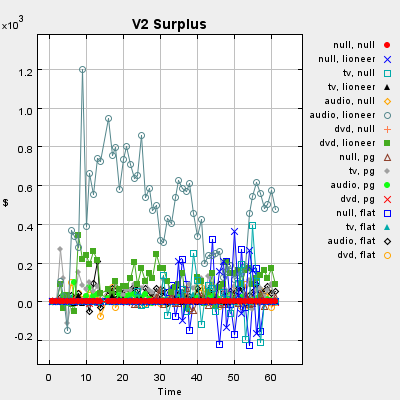 V2 Surplus
x10³
$
1.2
1.0
0.8
0.6
0.4
0.2
0.0
-0.2
0
10
20
30
40
50
60
Time
null, null
null, lioneer
tv, null
tv, lioneer
audio, null
audio, lioneer
dvd, null
dvd, lioneer
null, pg
tv, pg
audio, pg
dvd, pg
null, flat
tv, flat
audio, flat
dvd, flat